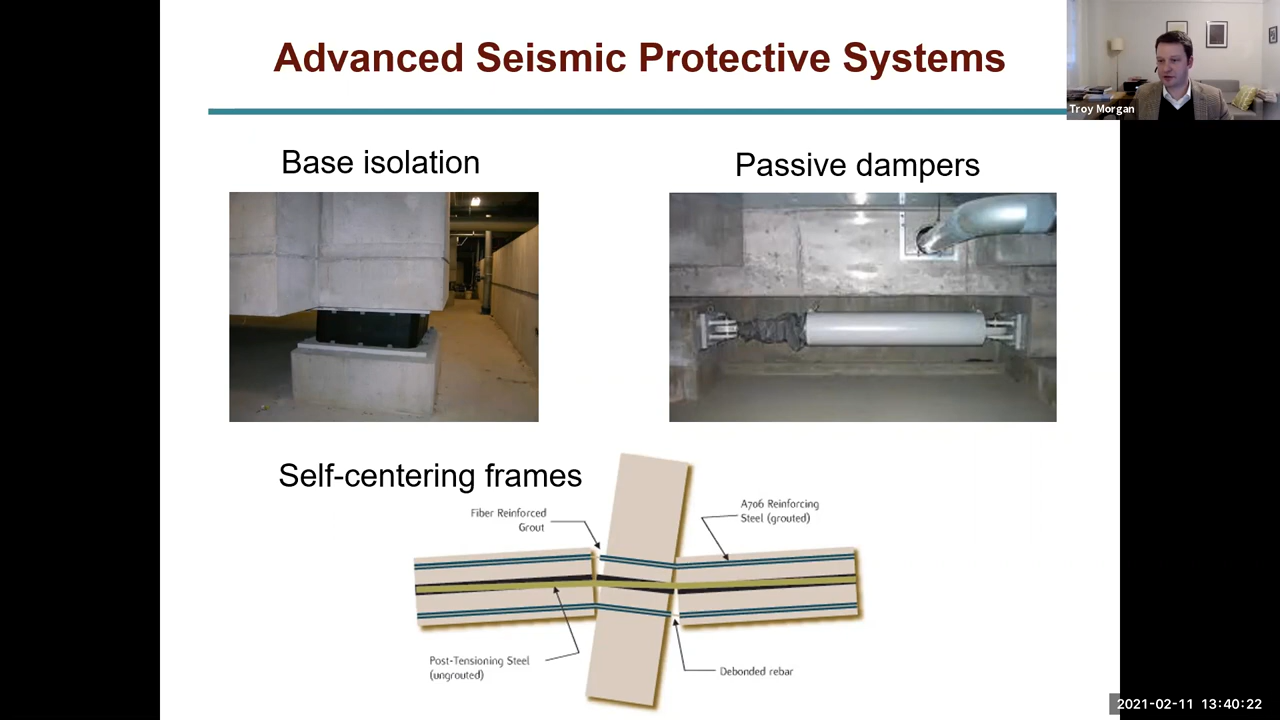 Advanced Seismic Protective Systems
Troy Morgan
Base isolation
Passive dampers
Self-centering frames
Fiber Reinforced
Grout
A706 Reinforcing
Steel (grouted)
Post-Tensioning Steel
(ungrouted)
Debonded rebar
2021-02-11 13:40:22